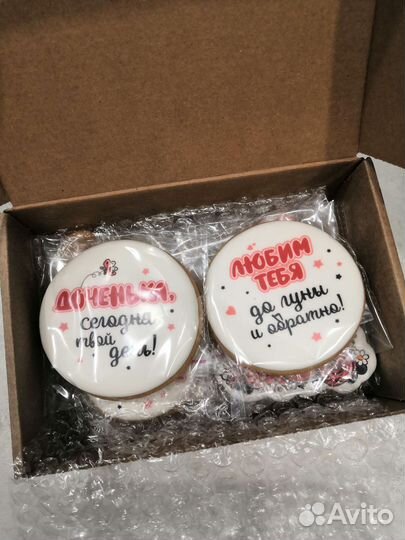 ДОЧЕНЬКА,
сегодня
твой
день!
ЛЮБИМ
ТЕБЯ
до луны
и обратно!
Avito